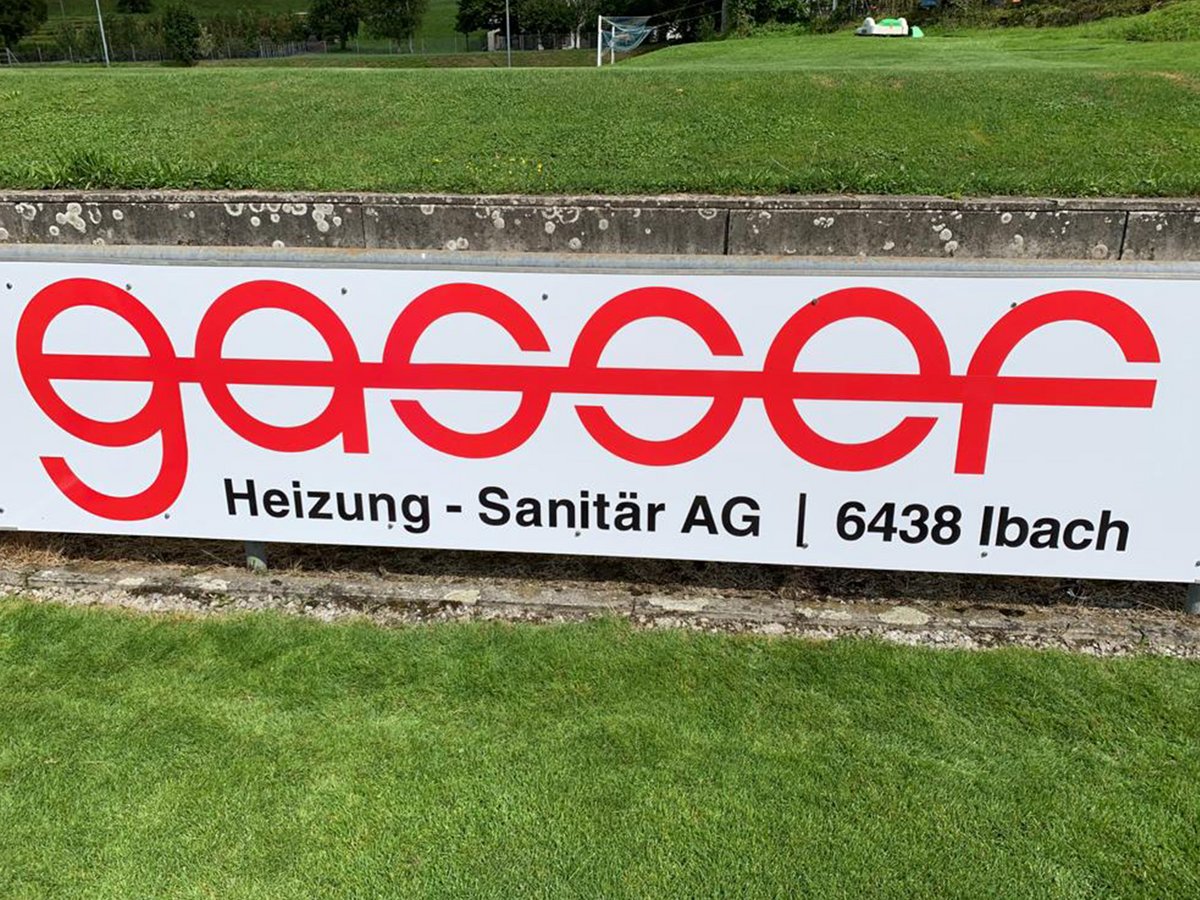 gasser
Heizung - Sanitär AG | 6438 Ibach